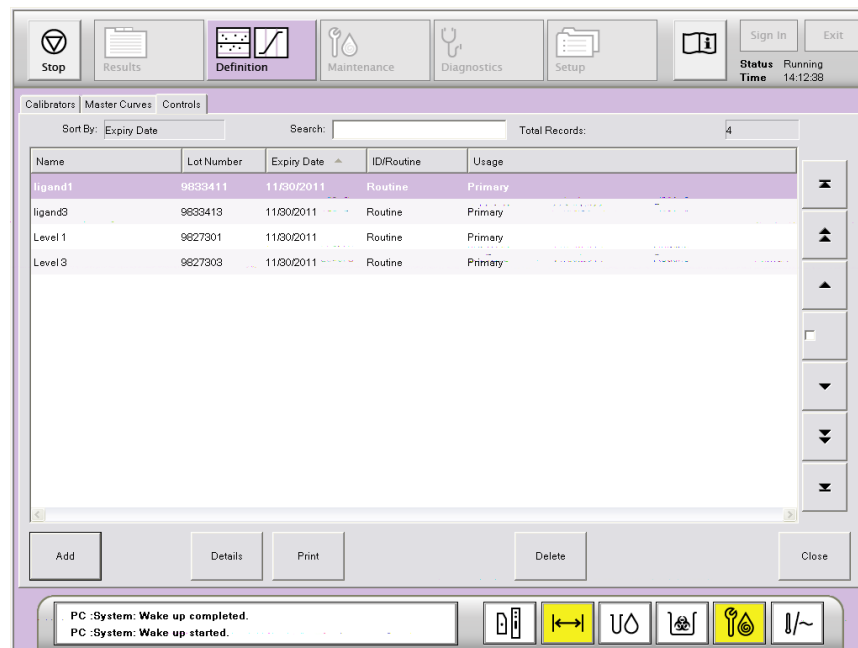 Stop
Results
Definition
Maintenance
Diagnostics
Setup
Sign In
Exit
Status Running
Time 14:12:38
Calibrators Master Curves Controls
Sort By: Expiry Date Search: Total Records: 4
Name Lot Number Expiry Date ID/Routine Usage
ligand1 9833411 11/30/2011 Routine Primary
ligand3 9833413 11/30/2011 Routine Primary
Level 1 9827301 11/30/2011 Routine Primary
Level 3 9827303 11/30/2011 Routine Primary
Add Details Print Delete Close
PC :System: Wake up completed.
PC :System: Wake up started.